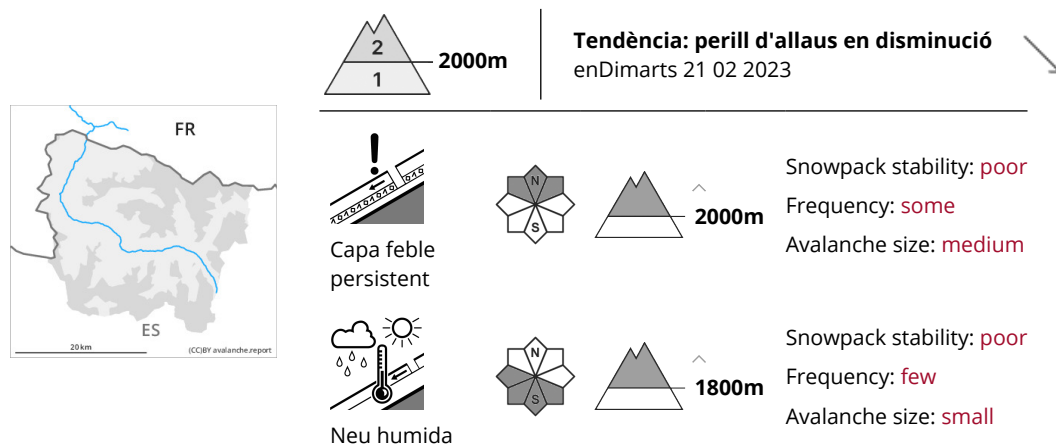 2
1
2000m
Tendència: perill d'allaus en disminució
enDimarts 21 02 2023
FR
ES
20 km
(CC)BY avalanche.report
N
S
2000m
Snowpack stability: poor
Frequency: some
Avalanche size: medium
Capa feble
persistent
N
S
1800m
Snowpack stability: poor
Frequency: few
Avalanche size: small
Neu humida